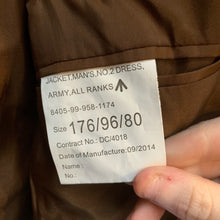 JACKET,MAN'S,NO.2 DRESS,
ARMY,ALL RANKS
8405-99-958-1174
Size 176/96/80
Contract No.: DC/4018
Date of Manufacture: 09/2014
Name :
No.: